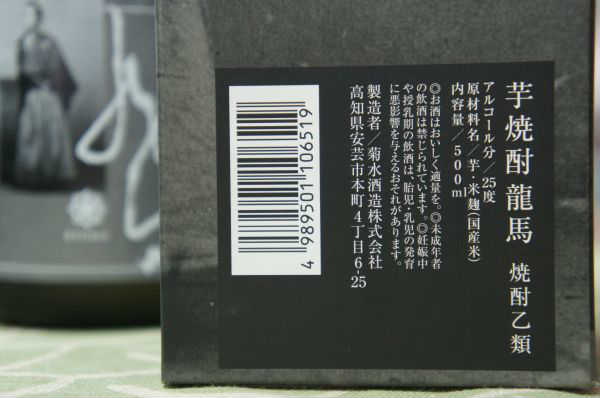 芋焼酎龍馬 焼酎乙類
アルコール分／25度
原材料名／芋・米麹(国産米)
内容量／500ml
◎お酒はおいしく適量を。◎未成年者
の飲酒は禁じられています。◎妊娠中
や授乳期の飲酒は、胎児・乳児の発育
に悪影響を与えるおそれがあります。
製造者／菊水酒造株式会社
高知県安芸市本町4丁目6-25
4 989501 106519